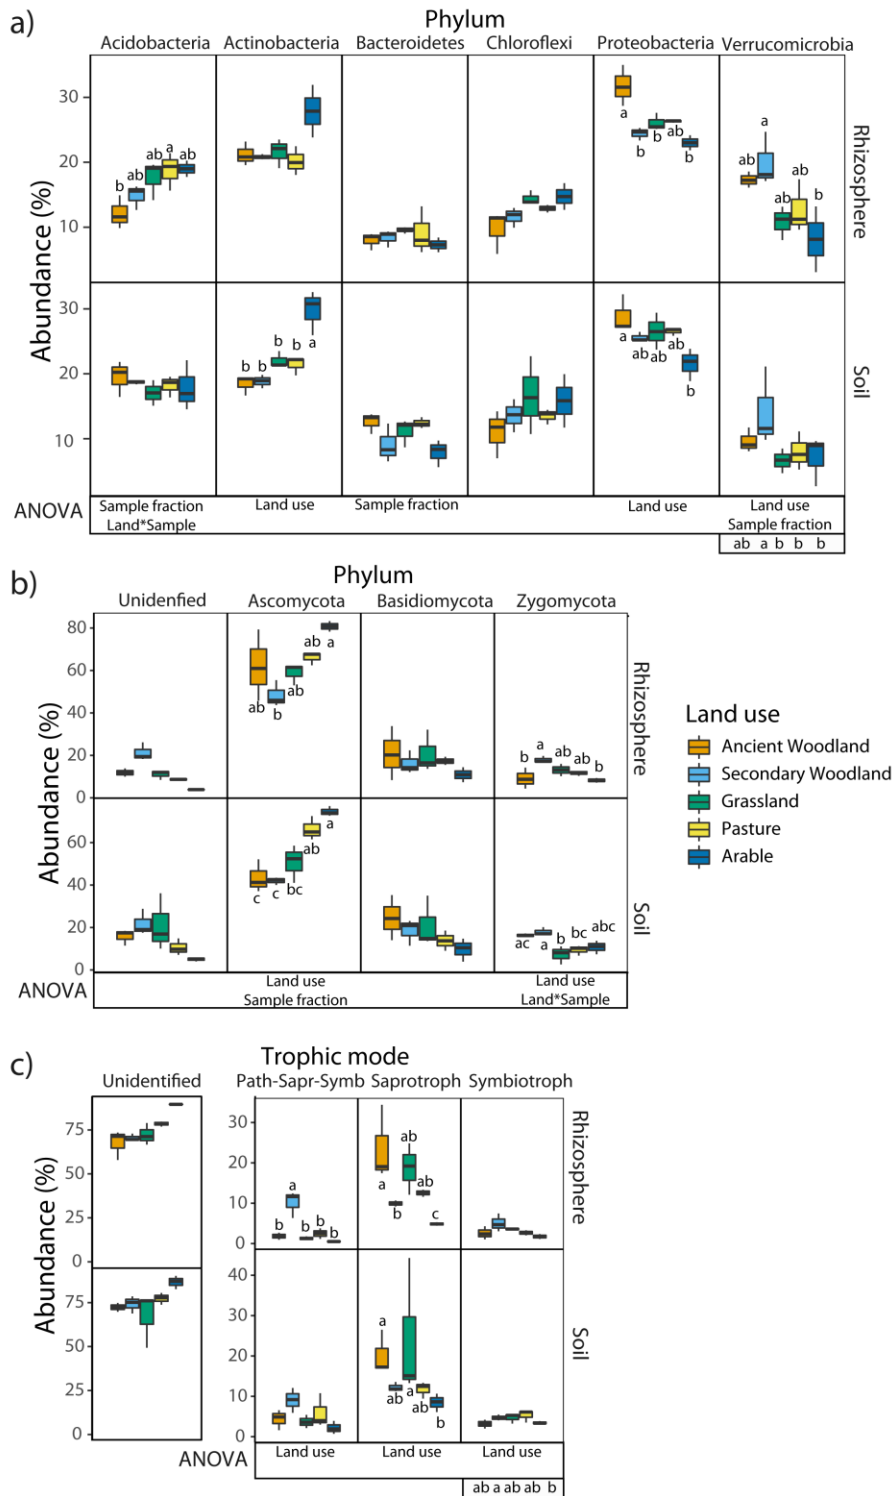 a)
Phylum
Acidobacteria Actinobacteria Bacteroidetes Chloroflexi Proteobacteria Verrucomicrobia
Abundance (%)
30
20
10
b ab ab a ab
a b b ab b
ab a ab ab b
Rhizosphere
Abundance (%)
30
20
10
b b b b a
a ab ab ab b
Soil
ANOVA
Sample fraction
Land*Sample
Land use
Sample fraction
Land use
Land use
Sample fraction
ab a b b b
b)
Phylum
Unidenfied Ascomycota Basidiomycota Zygomycota
Abundance (%)
80
60
40
20
0
ab b ab ab a
b a ab ab b
Rhizosphere
Abundance (%)
60
40
20
0
c c bc ab a
ac a b bc abc
Soil
ANOVA
Land use
Sample fraction
Land use
Land*Sample
Land use
Ancient Woodland
Secondary Woodland
Grassland
Pasture
Arable
c)
Trophic mode
Unidentified Path-Sapr-Symb Saprotroph Symbiotroph
Abundance (%)
75
50
25
0
30
20
10
0
b a b b b
a b ab ab c
Rhizosphere
Abundance (%)
75
50
25
40
30
20
10
0
a ab a ab b
Soil
ANOVA
Land use
Land use
ab a ab ab b